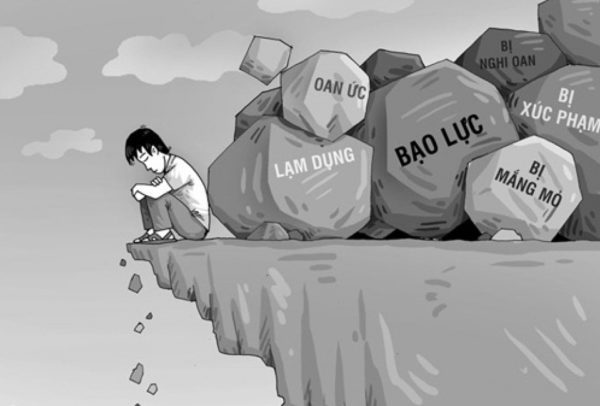 BỊ
NGHI OAN
OAN ỨC
BỊ
XÚC PHẠM
LẠM DỤNG
BẠO LỰC
BỊ
MẮNG MỎ